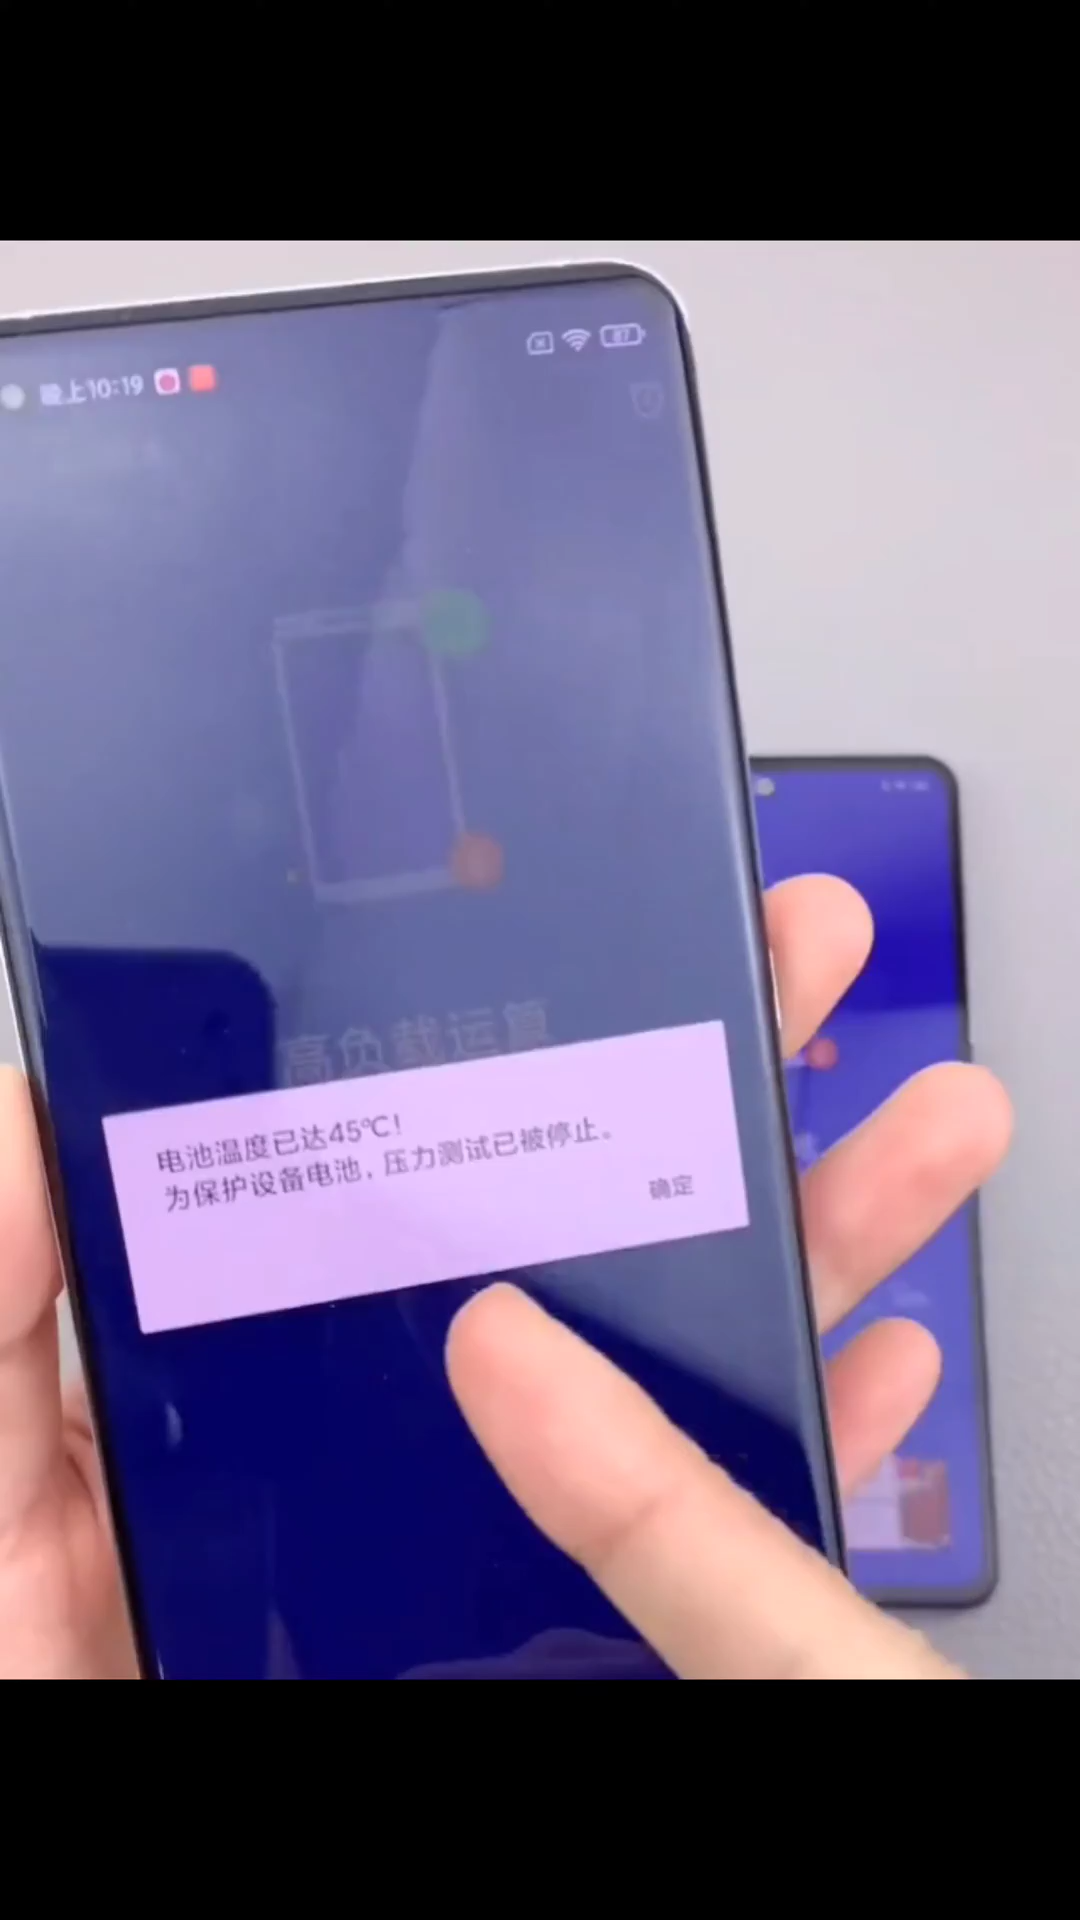 晚上10:19
87
高负载运算
电池温度已达45℃!
为保护设备电池，压力测试已被停止。
确定